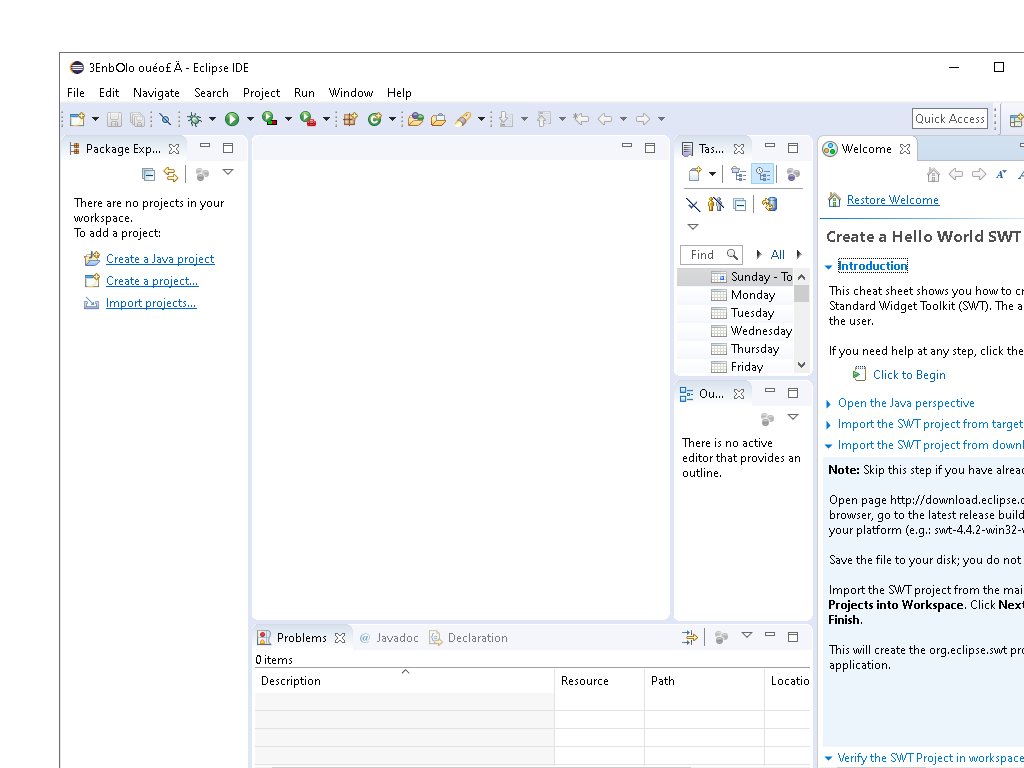 3EnbOlo ouéo£ Ä - Eclipse IDE
File Edit Navigate Search Project Run Window Help
Quick Access
Package Exp...
There are no projects in your
workspace.
To add a project:
Create a Java project
Create a project...
Import projects...
Tas...
Find
All
Sunday - To
Monday
Tuesday
Wednesday
Thursday
Friday
Ou...
There is no active
editor that provides an
outline.
Welcome
Restore Welcome
Create a Hello World SWT
Introduction
This cheat sheet shows you how to cr
Standard Widget Toolkit (SWT). The a
the user.
If you need help at any step, click the
Click to Begin
Open the Java perspective
Import the SWT project from target
Import the SWT project from downl
Note: Skip this step if you have alread
Open page http://download.eclipse.o
browser, go to the latest release build
your platform (e.g.: swt-4.4.2-win32-w
Save the file to your disk; you do not
Import the SWT project from the mai
Projects into Workspace. Click Next
Finish.
This will create the org.eclipse.swt pro
application.
Verify the SWT Project in workspace
Problems Javadoc Declaration
0 items
Description Resource Path Locatio